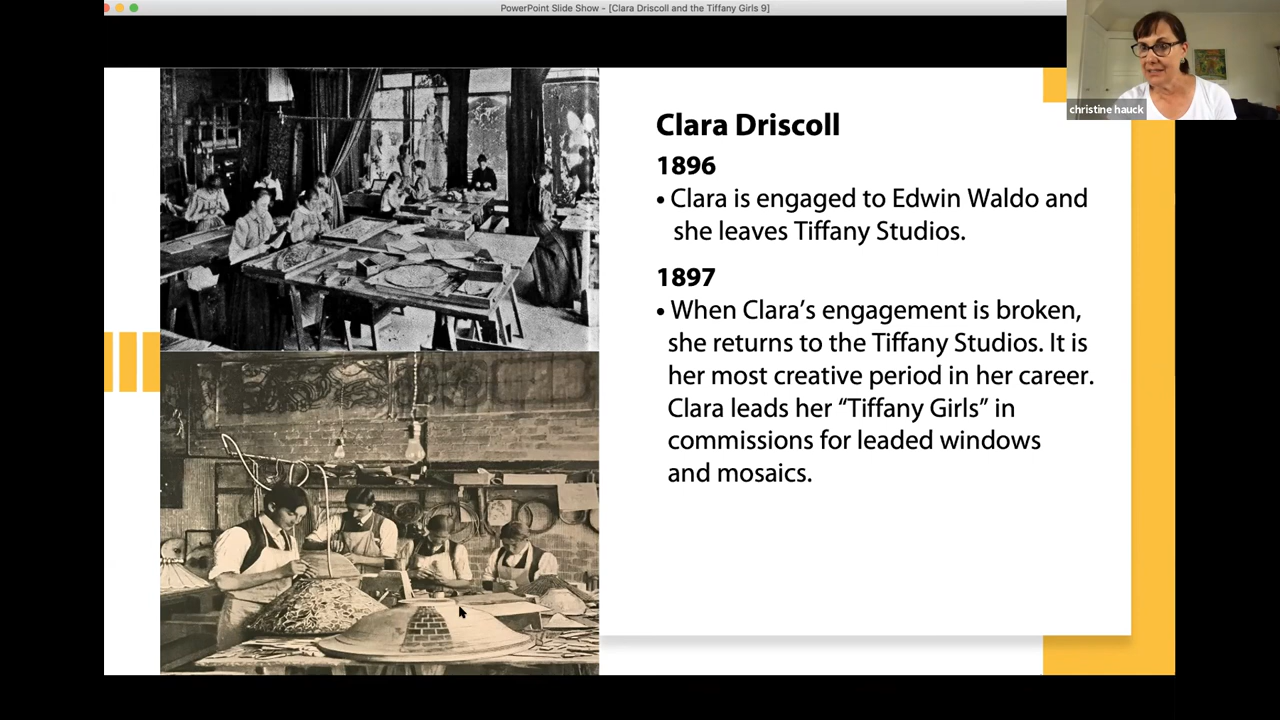 PowerPoint Slide Show - [Clara Driscoll and the Tiffany Girls 9]
christine hauck
Clara Driscoll
1896
• Clara is engaged to Edwin Waldo and
she leaves Tiffany Studios.
1897
• When Clara’s engagement is broken,
she returns to the Tiffany Studios. It is
her most creative period in her career.
Clara leads her “Tiffany Girls” in
commissions for leaded windows
and mosaics.